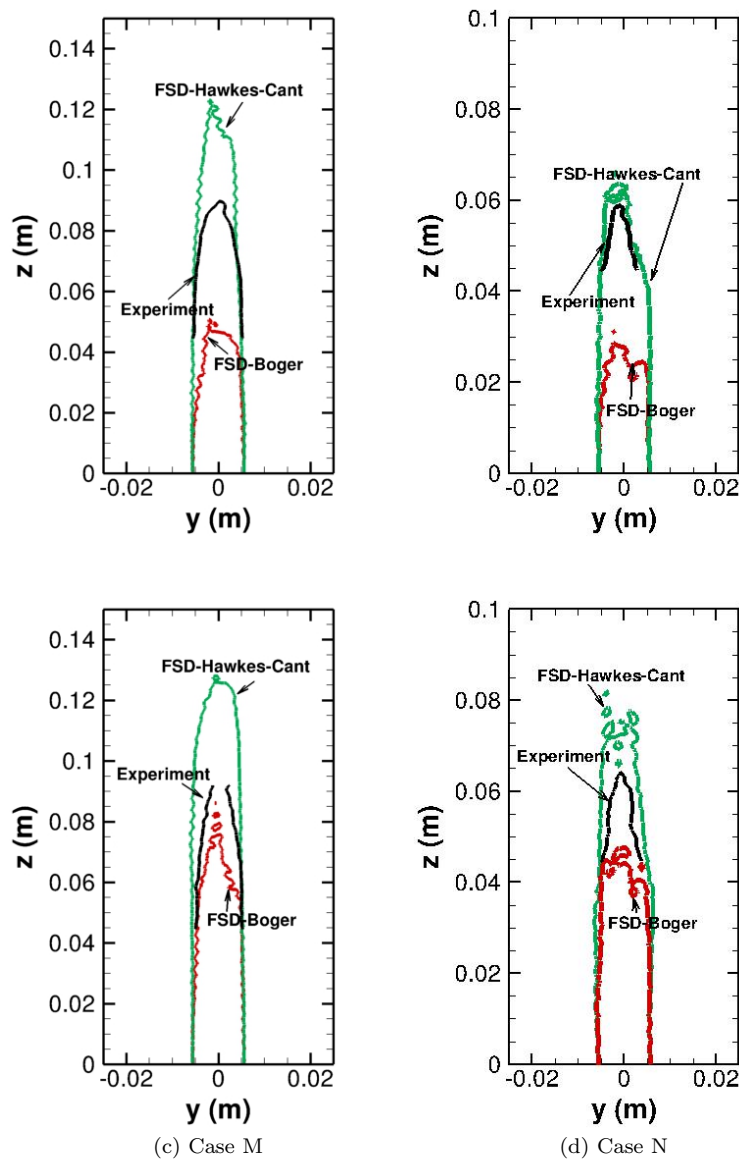 0.15
0.14
FSD-Hawkes-Cant
0.12
0.1
z (m)
0.08
0.06
Experiment
0.04
FSD-Boger
0.02
0
-0.02 0 0.02
y (m)
0.1
0.08
FSD-Hawkes-Cant
0.06
z (m)
Experiment
0.04
0.02
FSD-Boger
0
-0.02 0 0.02
y (m)
0.14
FSD-Hawkes-Cant
0.12
0.1
Experiment
z (m)
0.08
0.06
FSD-Boger
0.04
0.02
0
-0.02 0 0.02
y (m)
(c) Case M
0.1
FSD-Hawkes-Cant
0.08
Experiment
0.06
z (m)
0.04
FSD-Boger
0.02
0
-0.02 0 0.02
y (m)
(d) Case N